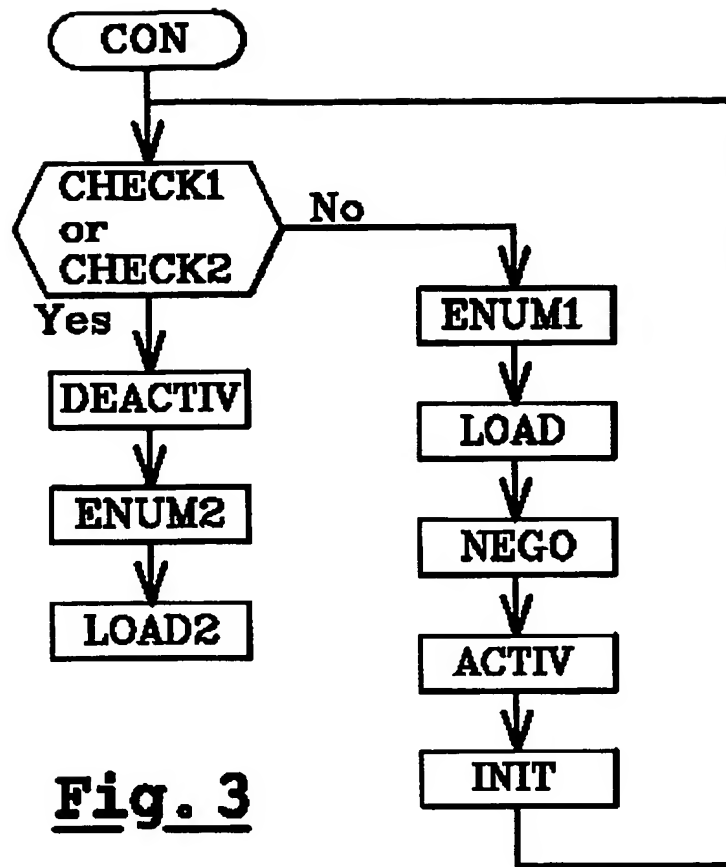 CON
CHECK1
or
CHECK2
No
Yes
ENUM1
DEACTIV
LOAD
ENUM2
NEGO
LOAD2
ACTIV
INIT
Fig. 3